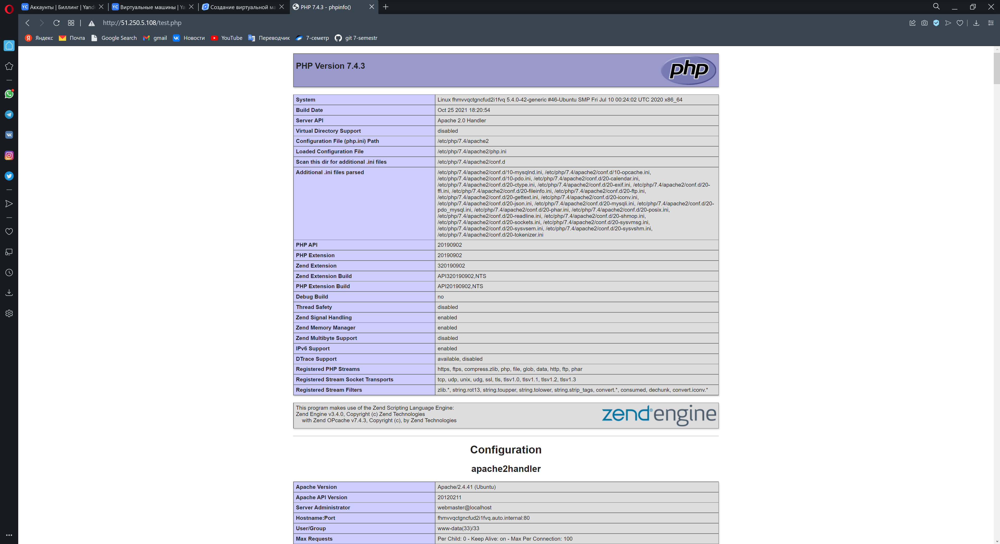 YC Аккаунты | Биллинг | Yand
YC Виртуальные машины | Ya
Создание виртуальной ма
PHP 7.4.3 - phpinfo()
http://51.250.5.108/test.php
Я Яндекс Почта Google Search gmail Новости YouTube Переводчик 7-семетр git 7-semestr
PHP Version 7.4.3
php
System Linux fhmvvqctgncfud2i1fvq 5.4.0-42-generic #46-Ubuntu SMP Fri Jul 10 00:24:02 UTC 2020 x86_64
Build Date Oct 25 2021 18:20:54
Server API Apache 2.0 Handler
Virtual Directory Support disabled
Configuration File (php.ini) Path /etc/php/7.4/apache2
Loaded Configuration File /etc/php/7.4/apache2/php.ini
Scan this dir for additional .ini files /etc/php/7.4/apache2/conf.d
Additional .ini files parsed /etc/php/7.4/apache2/conf.d/10-mysqlnd.ini, /etc/php/7.4/apache2/conf.d/10-opcache.ini,
/etc/php/7.4/apache2/conf.d/10-pdo.ini, /etc/php/7.4/apache2/conf.d/20-calendar.ini,
/etc/php/7.4/apache2/conf.d/20-ctype.ini, /etc/php/7.4/apache2/conf.d/20-exif.ini, /etc/php/7.4/apache2/conf.d/20-
ffi.ini, /etc/php/7.4/apache2/conf.d/20-fileinfo.ini, /etc/php/7.4/apache2/conf.d/20-ftp.ini,
/etc/php/7.4/apache2/conf.d/20-gettext.ini, /etc/php/7.4/apache2/conf.d/20-iconv.ini,
/etc/php/7.4/apache2/conf.d/20-json.ini, /etc/php/7.4/apache2/conf.d/20-mysqli.ini, /etc/php/7.4/apache2/conf.d/20-
pdo_mysql.ini, /etc/php/7.4/apache2/conf.d/20-phar.ini, /etc/php/7.4/apache2/conf.d/20-posix.ini,
/etc/php/7.4/apache2/conf.d/20-readline.ini, /etc/php/7.4/apache2/conf.d/20-shmop.ini,
/etc/php/7.4/apache2/conf.d/20-sockets.ini, /etc/php/7.4/apache2/conf.d/20-sysvmsg.ini,
/etc/php/7.4/apache2/conf.d/20-sysvsem.ini, /etc/php/7.4/apache2/conf.d/20-sysvshm.ini,
/etc/php/7.4/apache2/conf.d/20-tokenizer.ini
PHP API 20190902
PHP Extension 20190902
Zend Extension 320190902
Zend Extension Build API320190902,NTS
PHP Extension Build API20190902,NTS
Debug Build no
Thread Safety disabled
Zend Signal Handling enabled
Zend Memory Manager enabled
Zend Multibyte Support disabled
IPv6 Support enabled
DTrace Support available, disabled
Registered PHP Streams https, ftps, compress.zlib, php, file, glob, data, http, ftp, phar
Registered Stream Socket Transports tcp, udp, unix, udg, ssl, tls, tlsv1.0, tlsv1.1, tlsv1.2, tlsv1.3
Registered Stream Filters zlib.*, string.rot13, string.toupper, string.tolower, string.strip_tags, convert.*, consumed, dechunk, convert.iconv.*
This program makes use of the Zend Scripting Language Engine:
Zend Engine v3.4.0, Copyright (c) Zend Technologies
with Zend OPcache v7.4.3, Copyright (c), by Zend Technologies
zend® engine
Configuration
apache2handler
Apache Version Apache/2.4.41 (Ubuntu)
Apache API Version 20120211
Server Administrator webmaster@localhost
Hostname:Port fhmvvqctgncfud2i1fvq.auto.internal:80
User/Group www-data(33)/33
Max Requests Per Child: 0 - Keep Alive: on - Max Per Connection: 100